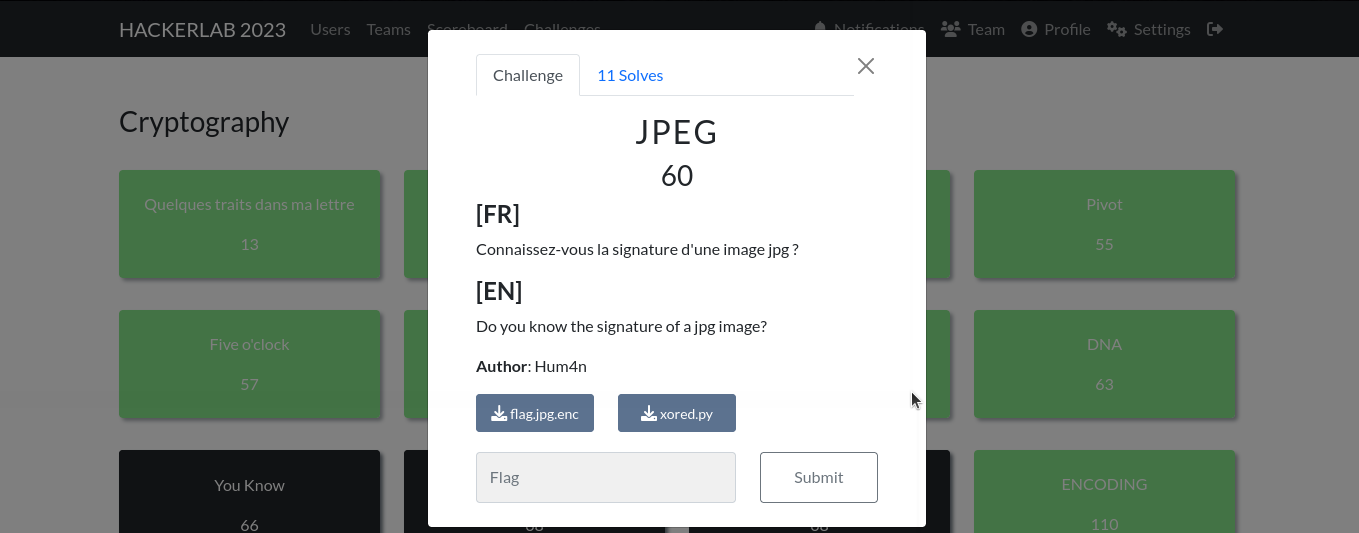 HACKERLAB 2023 Users Teams Scoreboard Challenges Notifications Team Profile Settings
Challenge 11 Solves
Cryptography
JPEG
60
Quelques traits dans ma lettre
13
Pivot
55
[FR]
Connaissez-vous la signature d'une image jpg ?
[EN]
Do you know the signature of a jpg image?
Five o'clock
57
DNA
63
Author: Hum4n
flag.jpg.enc xored.py
Flag Submit
You Know
66
ENCODING
110